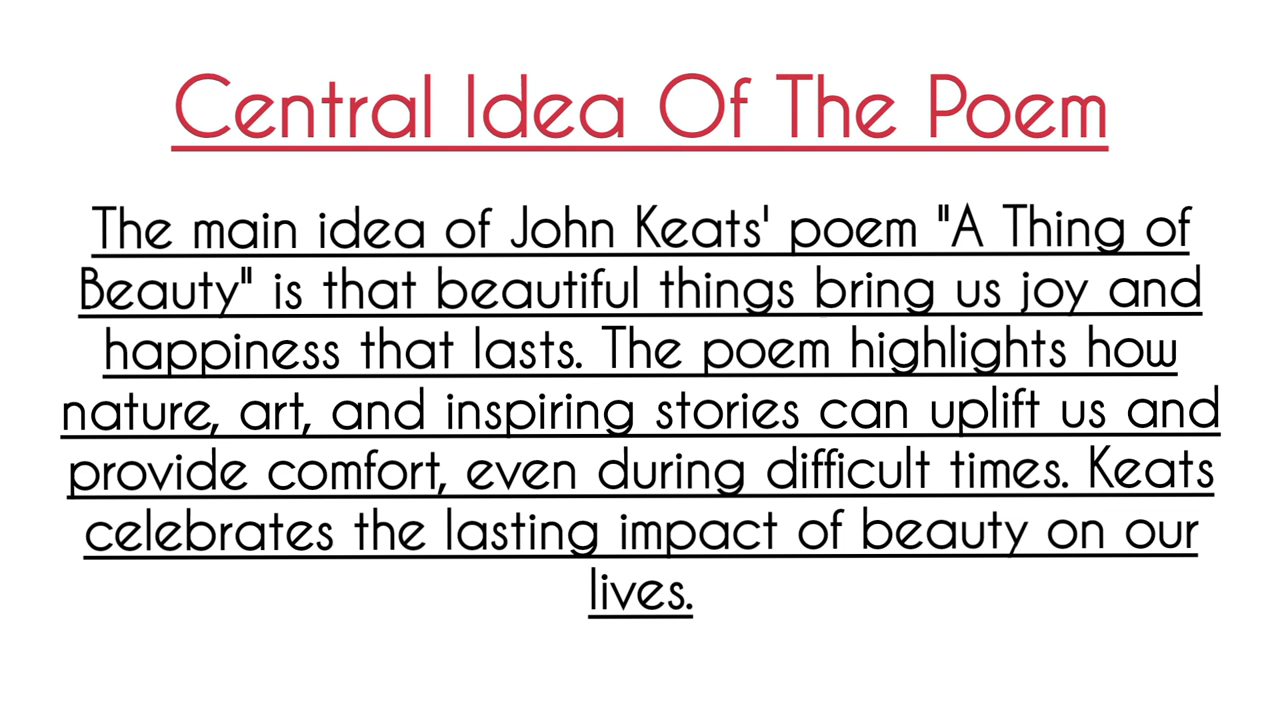 Central Idea Of The Poem
The main idea of John Keats' poem "A Thing of
Beauty" is that beautiful things bring us joy and
happiness that lasts. The poem highlights how
nature, art, and inspiring stories can uplift us and
provide comfort, even during difficult times. Keats
celebrates the lasting impact of beauty on our
lives.